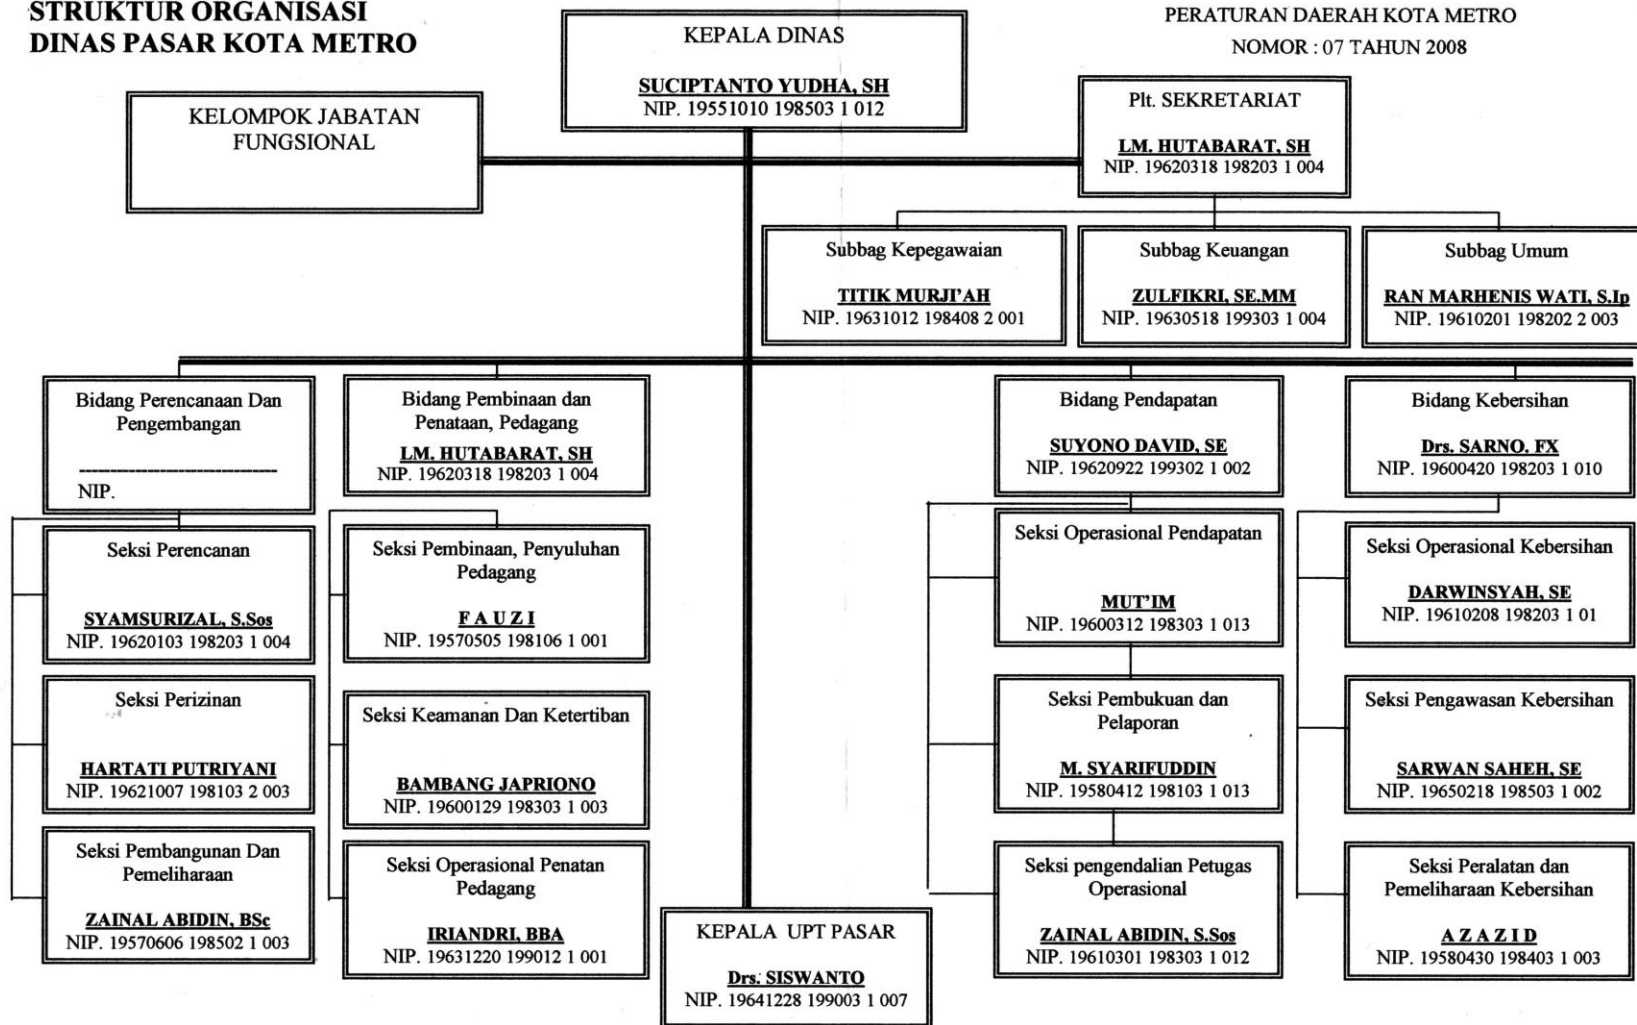 STRUKTUR ORGANISASI
DINAS PASAR KOTA METRO
PERATURAN DAERAH KOTA METRO
NOMOR : 07 TAHUN 2008
KEPALA DINAS
SUCIPTANTO YUDHA, SH
NIP. 19551010 198503 1 012
KELOMPOK JABATAN
FUNGSIONAL
Plt. SEKRETARIAT
LM. HUTABARAT, SH
NIP. 19620318 198203 1 004
Subbag Kepegawaian
TITIK MURJI'AH
NIP. 19631012 198408 2 001
Subbag Keuangan
ZULFIKRI, SE.MM
NIP. 19630518 199303 1 004
Subbag Umum
RAN MARHENIS WATI, S.Ip
NIP. 19610201 198202 2 003
Bidang Perencanaan Dan
Pengembangan
NIP.
Seksi Perencanan
SYAMSURIZAL, S.Sos
NIP. 19620103 198203 1 004
Seksi Perizinan
HARTATI PUTRIYANI
NIP. 19621007 198103 2 003
Seksi Pembangunan Dan
Pemeliharaan
ZAINAL ABIDIN, BSc
NIP. 19570606 198502 1 003
Bidang Pembinaan dan
Penataan, Pedagang
LM. HUTABARAT, SH
NIP. 19620318 198203 1 004
Seksi Pembinaan, Penyuluhan
Pedagang
F A U Z I
NIP. 19570505 198106 1 001
Seksi Keamanan Dan Ketertiban
BAMBANG JAPRIONO
NIP. 19600129 198303 1 003
Seksi Operasional Penatan
Pedagang
IRIANDRI, BBA
NIP. 19631220 199012 1 001
KEPALA UPT PASAR
Drs. SISWANTO
NIP. 19641228 199003 1 007
Bidang Pendapatan
SUYONO DAVID, SE
NIP. 19620922 199302 1 002
Seksi Operasional Pendapatan
MUT'IM
NIP. 19600312 198303 1 013
Seksi Pembukuan dan
Pelaporan
M. SYARIFUDDIN
NIP. 19580412 198103 1 013
Seksi pengendalian Petugas
Operasional
ZAINAL ABIDIN, S.Sos
NIP. 19610301 198303 1 012
Bidang Kebersihan
Drs. SARNO. FX
NIP. 19600420 198203 1 010
Seksi Operasional Kebersihan
DARWINSYAH, SE
NIP. 19610208 198203 1 01
Seksi Pengawasan Kebersihan
SARWAN SAHEH, SE
NIP. 19650218 198503 1 002
Seksi Peralatan dan
Pemeliharaan Kebersihan
A Z A Z I D
NIP. 19580430 198403 1 003